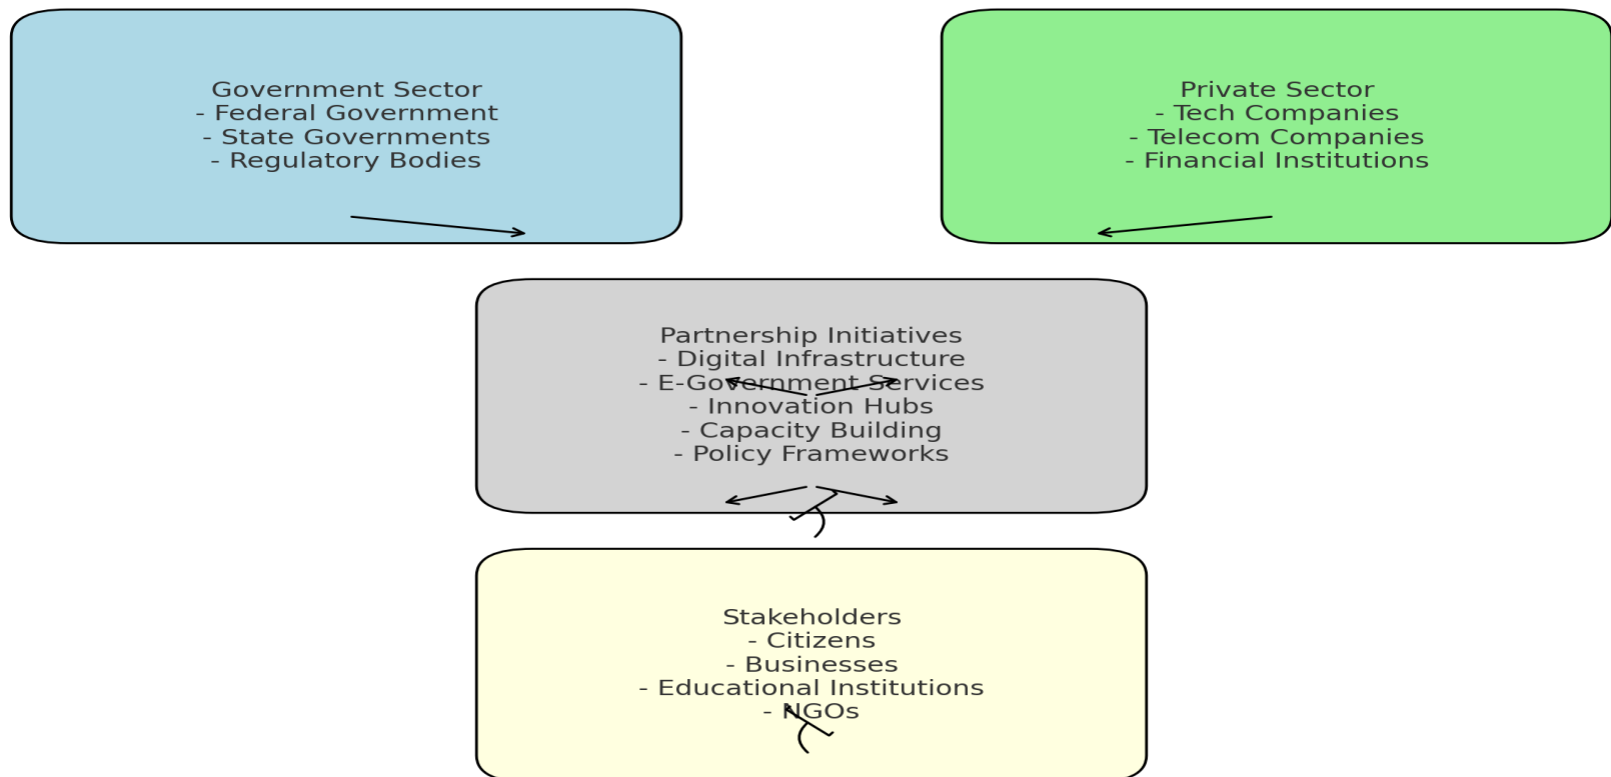 Government Sector
- Federal Government
- State Governments
- Regulatory Bodies
Private Sector
- Tech Companies
- Telecom Companies
- Financial Institutions
Partnership Initiatives
- Digital Infrastructure
- E-Government Services
- Innovation Hubs
- Capacity Building
- Policy Frameworks
Stakeholders
- Citizens
- Businesses
- Educational Institutions
- NGOs